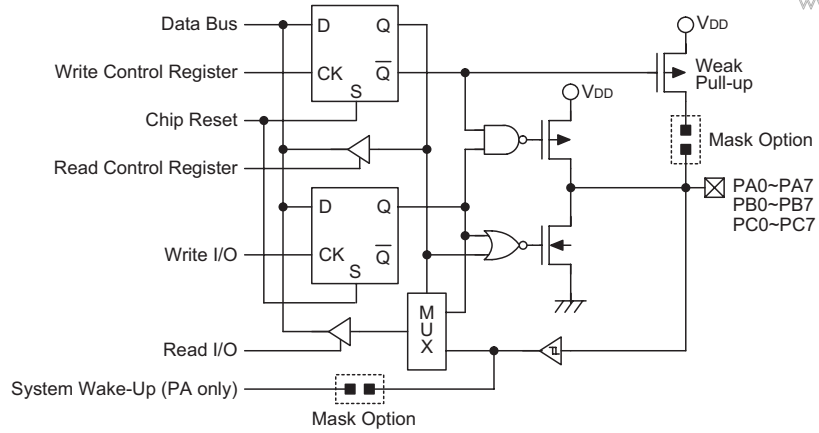 Data Bus
Write Control Register
Chip Reset
Read Control Register
Write I/O
Read I/O
System Wake-Up (PA only)
Mask Option
D
Q
CK
Q
S
D
Q
CK
Q
S
M
U
X
VDD
VDD
Weak
Pull-up
Mask Option
PA0~PA7
PB0~PB7
PC0~PC7